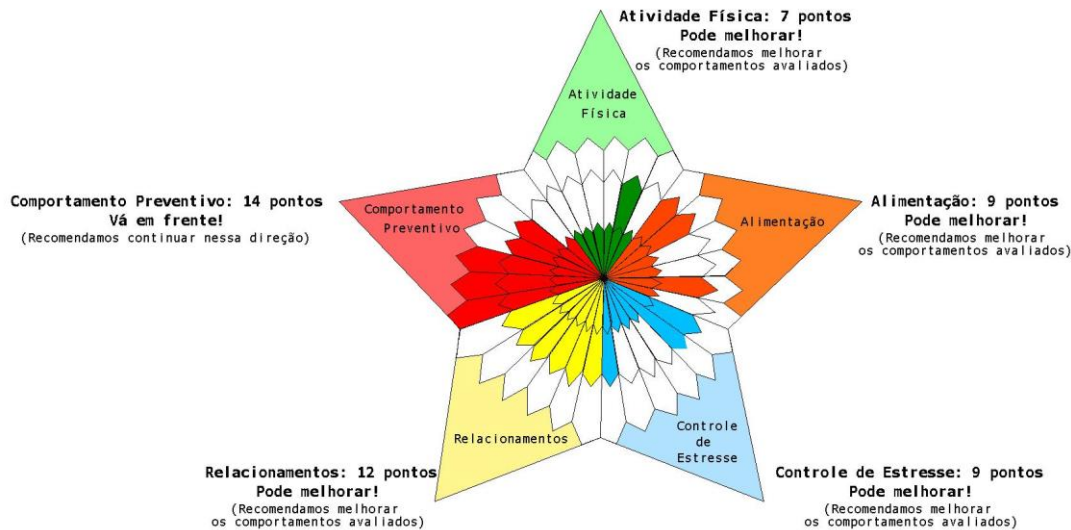 Atividade Física: 7 pontos
Pode melhorar!
(Recomendamos melhorar
os comportamentos avaliados)
Atividade
Física
Comportamento Preventivo: 14 pontos
Vá em frente!
(Recomendamos continuar nessa direção)
Comportamento
Preventivo
Alimentação
Alimentação: 9 pontos
Pode melhorar!
(Recomendamos melhorar
os comportamentos avaliados)
Relacionamentos
Controle
de
Estresse
Relacionamentos: 12 pontos
Pode melhorar!
(Recomendamos melhorar
os comportamentos avaliados)
Controle de Estresse: 9 pontos
Pode melhorar!
(Recomendamos melhorar
os comportamentos avaliados)